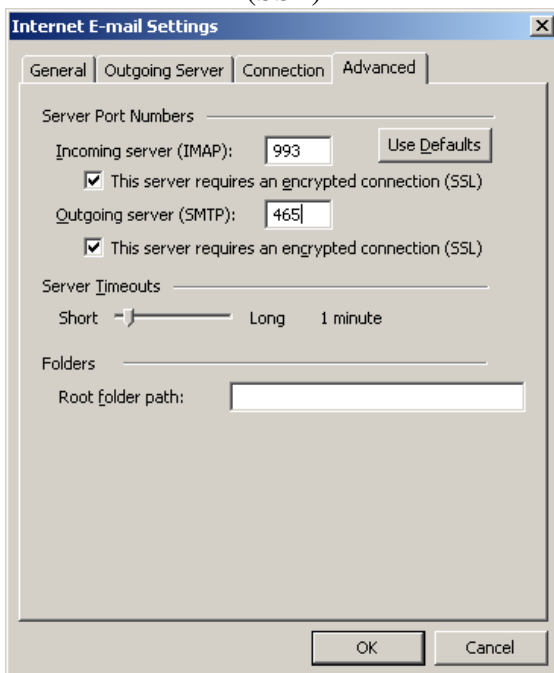 Internet E-mail Settings
General Outgoing Server Connection Advanced
Server Port Numbers
Incoming server (IMAP): 993 Use Defaults
This server requires an encrypted connection (SSL)
Outgoing server (SMTP): 465
This server requires an encrypted connection (SSL)
Server Timeouts
Short Long 1 minute
Folders
Root folder path:
OK Cancel